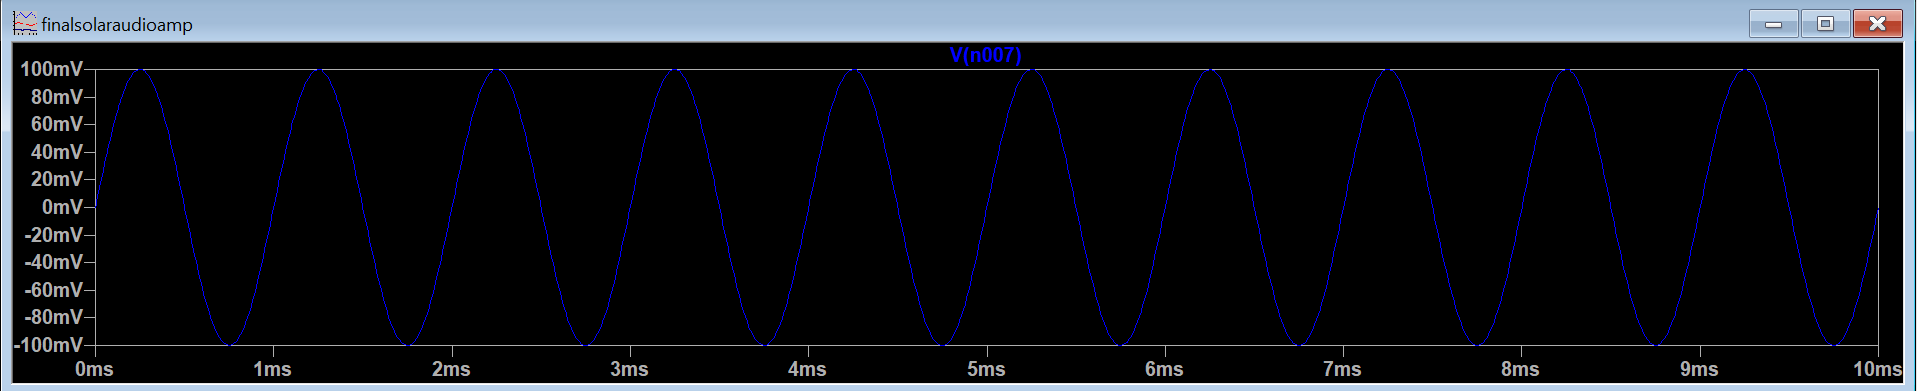 finalsolaraudioamp
V(n007)
100mV
80mV
60mV
40mV
20mV
0mV
-20mV
-40mV
-60mV
-80mV
-100mV
0ms 1ms 2ms 3ms 4ms 5ms 6ms 7ms 8ms 9ms 10ms